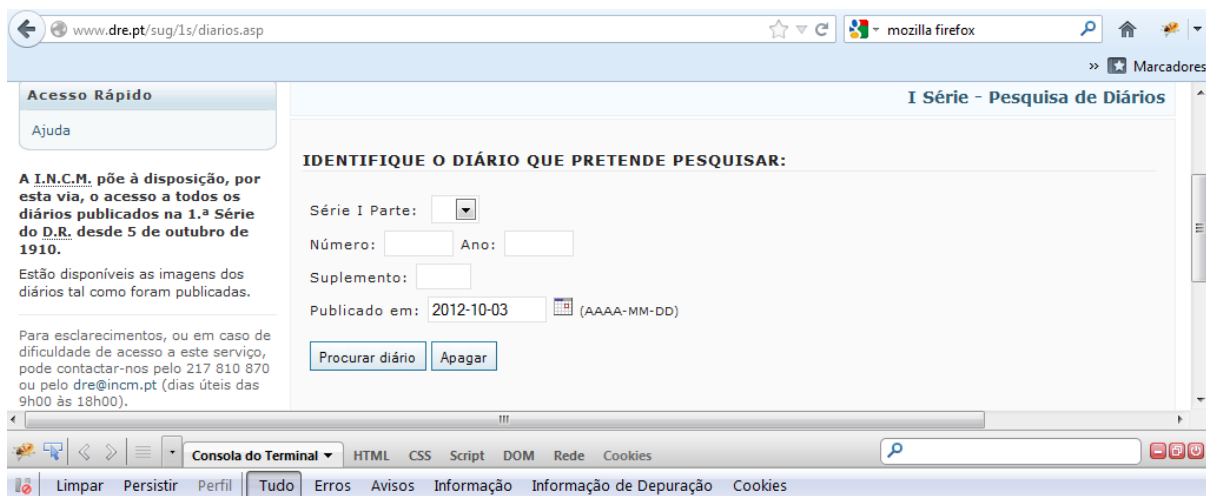 www.dre.pt/sug/1s/diarios.asp
mozilla firefox
» Marcadores
Acesso Rápido
Ajuda
A I.N.C.M. põe à disposição, por
esta via, o acesso a todos os
diários publicados na 1.ª Série
do D.R. desde 5 de outubro de
1910.
Estão disponíveis as imagens dos
diários tal como foram publicadas.
Para esclarecimentos, ou em caso de
dificuldade de acesso a este serviço,
pode contactar-nos pelo 217 810 870
ou pelo dre@incm.pt (dias úteis das
9h00 às 18h00).
I Série - Pesquisa de Diários
IDENTIFIQUE O DIÁRIO QUE PRETENDE PESQUISAR:
Série I Parte:
Número: Ano:
Suplemento:
Publicado em: 2012-10-03 (AAAA-MM-DD)
Procurar diário Apagar
Consola do Terminal HTML CSS Script DOM Rede Cookies
Limpar Persistir Perfil Tudo Erros Avisos Informação Informação de Depuração Cookies